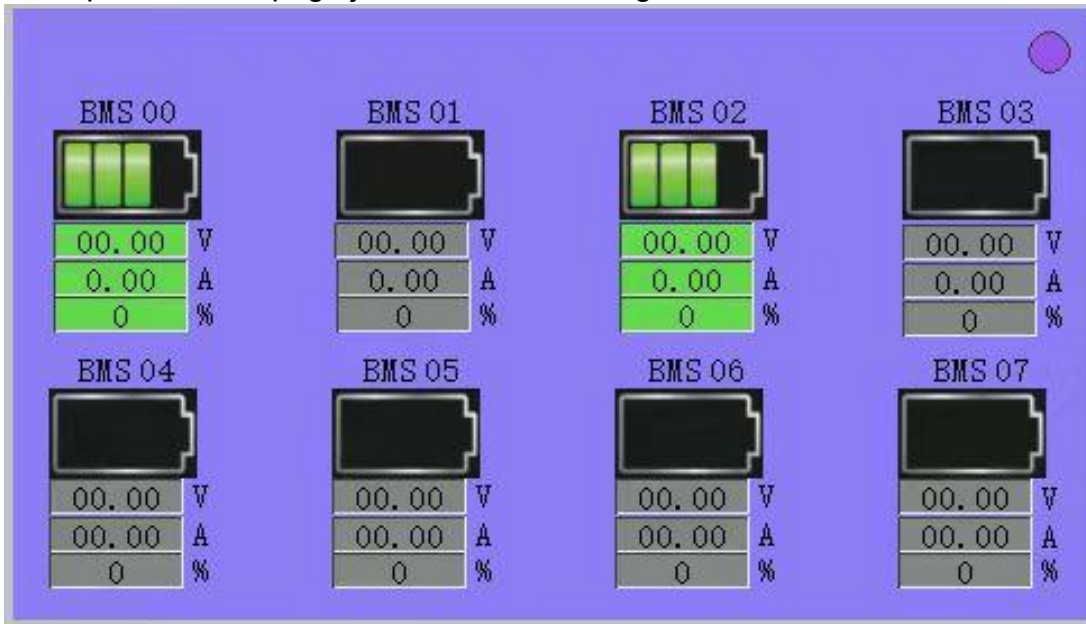 BMS 00 BMS 01 BMS 02 BMS 03
00.00 V 00.00 V 00.00 V 00.00 V
0.00 A 0.00 A 0.00 A 0.00 A
0 % 0 % 0 % 0 %
BMS 04 BMS 05 BMS 06 BMS 07
00.00 V 00.00 V 00.00 V 00.00 V
00.00 A 00.00 A 00.00 A 00.00 A
0 % 0 % 0 % 0 %